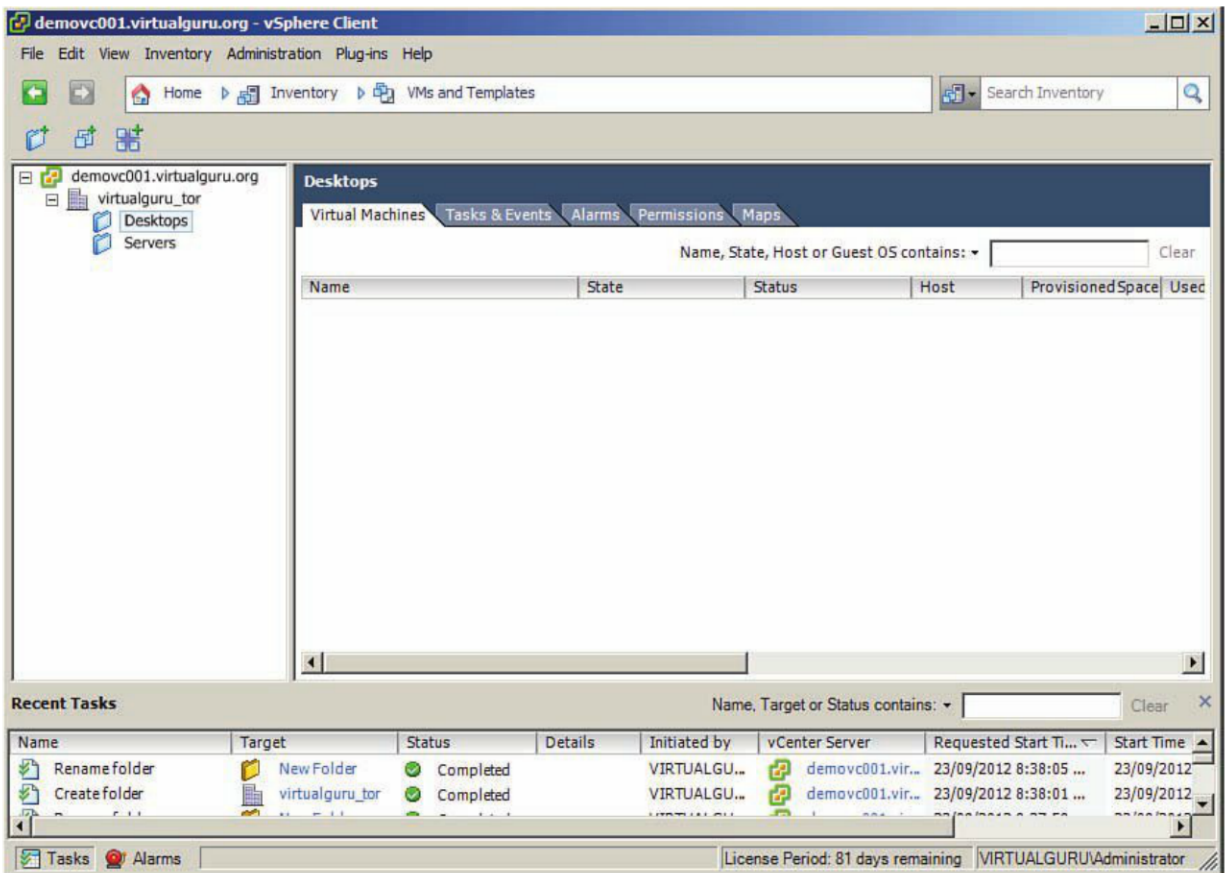 demovc001.virtualguru.org - vSphere Client
File Edit View Inventory Administration Plug-ins Help
Home Inventory VMs and Templates Search Inventory
demovc001.virtualguru.org
virtualguru_tor
Desktops
Servers
Desktops
Virtual Machines Tasks & Events Alarms Permissions Maps
Name, State, Host or Guest OS contains: Clear
Name State Status Host Provisioned Space Used
Recent Tasks Name, Target or Status contains: Clear
Name Target Status Details Initiated by vCenter Server Requested Start Ti... Start Time
Rename folder New Folder Completed VIRTUALGU... demovc001.vir... 23/09/2012 8:38:05 ... 23/09/2012
Create folder virtualguru_tor Completed VIRTUALGU... demovc001.vir... 23/09/2012 8:38:01 ... 23/09/2012
Tasks Alarms License Period: 81 days remaining VIRTUALGURU\Administrator